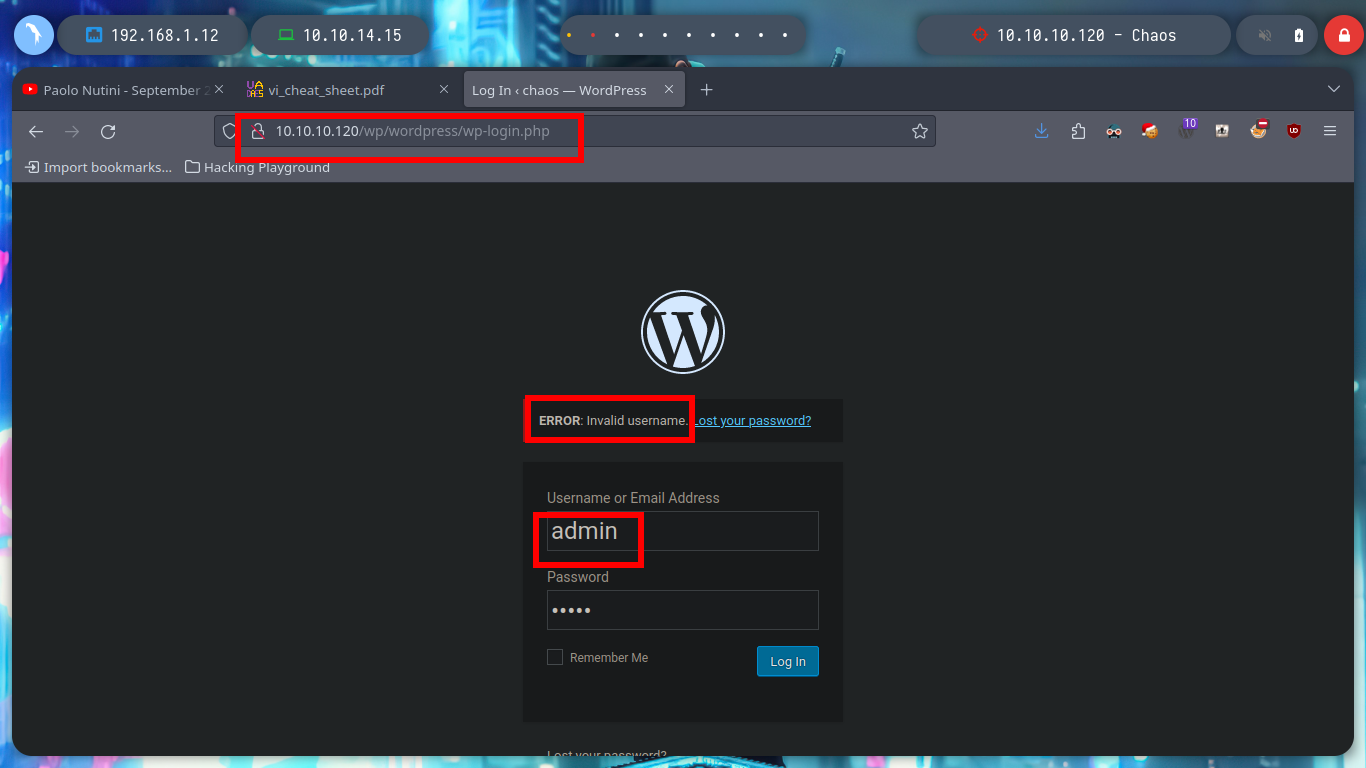 192.168.1.12
10.10.14.15
10.10.10.120 - Chaos
Paolo Nutini - September 2
vi_cheat_sheet.pdf
Log In ‹ chaos — WordPress
10.10.10.120/wp/wordpress/wp-login.php
10
Import bookmarks...
Hacking Playground
ERROR: Invalid username. Lost your password?
Username or Email Address
admin
Password
•••••
Remember Me
Log In
Lost your password?